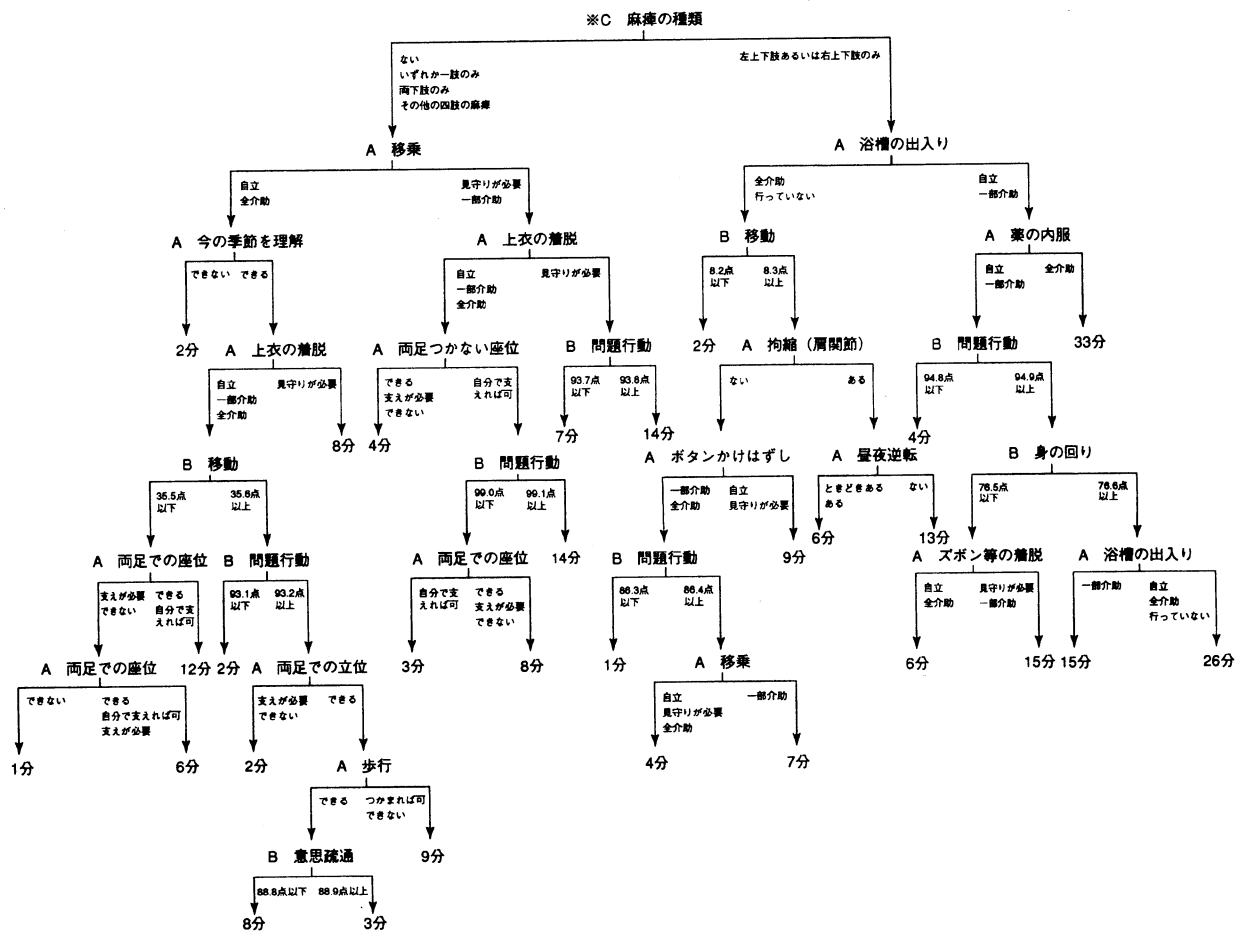 ※C 麻痺の種類
ない
いずれか一肢のみ
両下肢のみ
その他の四肢の麻痺
左上下肢あるいは右上下肢のみ
A 移乗
A 浴槽の出入り
自立
全介助
見守りが必要
一部介助
全介助
行っていない
自立
一部介助
A 今の季節を理解
A 上衣の着脱
B 移動
A 薬の内服
できない できる
自立
一部介助
全介助
見守りが必要
8.2点
以下
8.3点
以上
自立
一部介助
全介助
2分
A 上衣の着脱
A 両足つかない座位
B 問題行動
2分
A 拘縮（肩関節）
B 問題行動
33分
自立
一部介助
全介助
見守りが必要
できる
支えが必要
できない
自分で支
えれば可
93.7点
以下
93.8点
以上
ない
ある
94.8点
以下
94.9点
以上
8分
4分
7分
14分
4分
B 移動
B 問題行動
A ボタンかけはずし
A 昼夜逆転
B 身の回り
35.5点
以下
35.6点
以上
99.0点
以下
99.1点
以上
一部介助
全介助
自立
見守りが必要
ときどきある
ある
ない
76.5点
以下
76.6点
以上
A 両足での座位
B 問題行動
A 両足での座位
14分
B 問題行動
9分
6分
13分
A ズボン等の着脱
A 浴槽の出入り
支えが必要
できない
できる
自分で支
えれば可
93.1点
以下
93.2点
以上
自分で支
えれば可
できる
支えが必要
できない
86.3点
以下
86.4点
以上
自立
全介助
見守りが必要
一部介助
一部介助
自立
全介助
行っていない
A 両足での座位
12分
2分
A 両足での立位
3分
8分
1分
A 移乗
6分
15分
15分
26分
できない
できる
自分で支えれば可
支えが必要
支えが必要
できない
できる
自立
見守りが必要
全介助
一部介助
1分
6分
2分
A 歩行
4分
7分
できる
つかまれば可
できない
B 意思疏通
9分
88.8点以下 88.9点以上
8分
3分